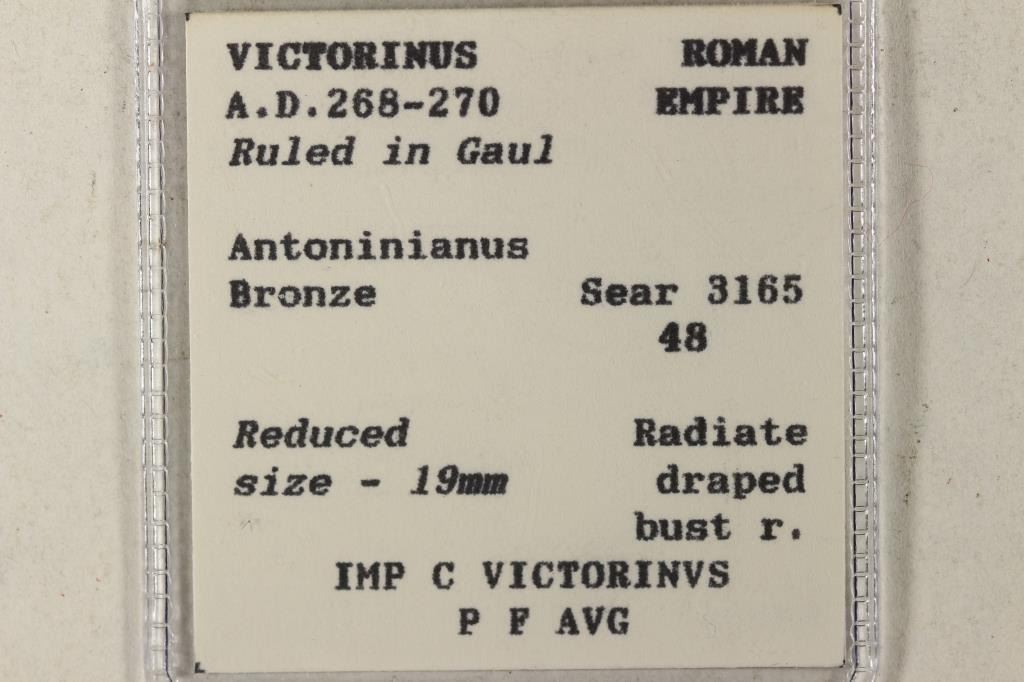 VICTORINUS ROMAN
A.D.268-270 EMPIRE
Ruled in Gaul
Antoninianus
Bronze Sear 3165
48
Reduced Radiate
size - 19mm draped
bust r.
IMP C VICTORINVS
P F AVG